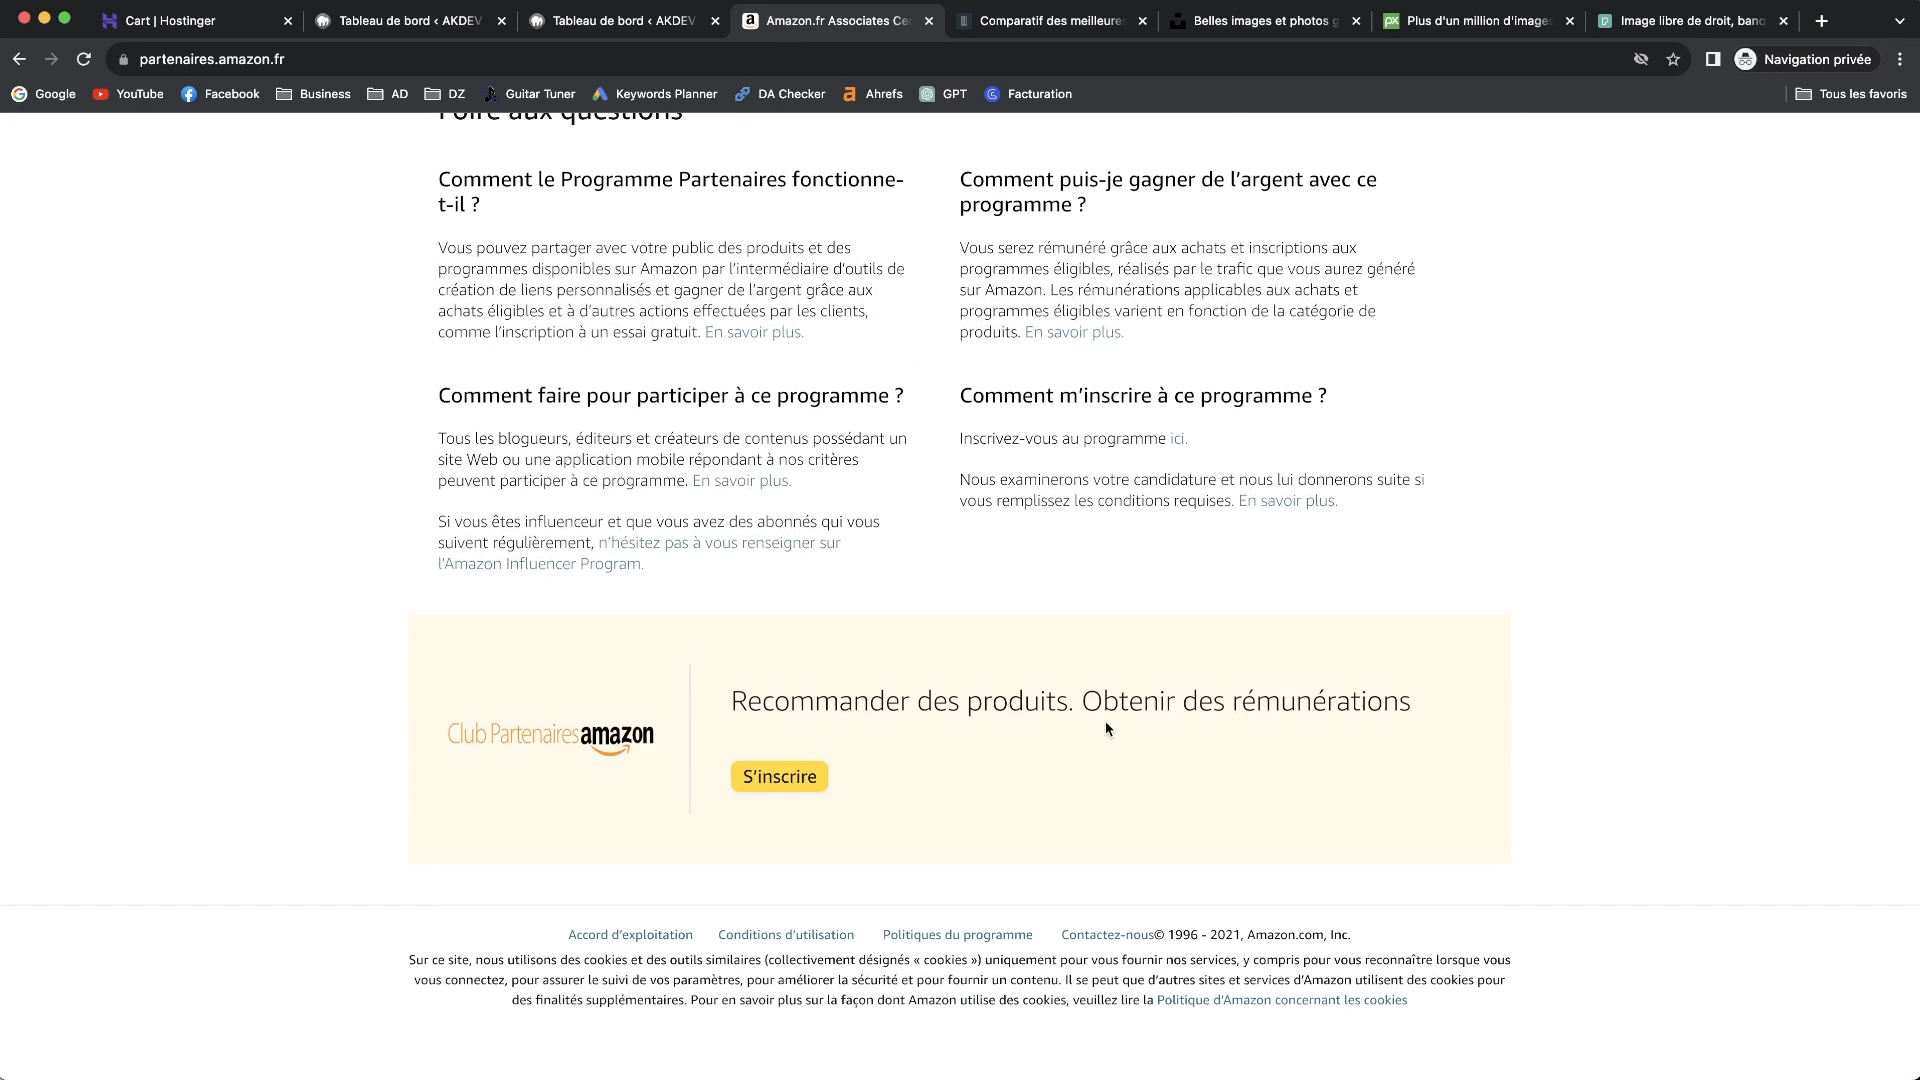 Cart | Hostinger
Tableau de bord ‹ AKDEV
Tableau de bord ‹ AKDEV
Amazon.fr Associates Ce
Comparatif des meilleure
Belles images et photos g
Plus d'un million d'image
Image libre de droit, banq
partenaires.amazon.fr
Navigation privée
Google
YouTube
Facebook
Business
AD
DZ
Guitar Tuner
Keywords Planner
DA Checker
Ahrefs
GPT
Facturation
Tous les favoris
Foire aux questions
Comment le Programme Partenaires fonctionne-
t-il ?
Vous pouvez partager avec votre public des produits et des
programmes disponibles sur Amazon par l’intermédiaire d’outils de
création de liens personnalisés et gagner de l’argent grâce aux
achats éligibles et à d’autres actions effectuées par les clients,
comme l’inscription à un essai gratuit. En savoir plus.
Comment puis-je gagner de l’argent avec ce
programme ?
Vous serez rémunéré grâce aux achats et inscriptions aux
programmes éligibles, réalisés par le trafic que vous aurez généré
sur Amazon. Les rémunérations applicables aux achats et
programmes éligibles varient en fonction de la catégorie de
produits. En savoir plus.
Comment faire pour participer à ce programme ?
Tous les blogueurs, éditeurs et créateurs de contenus possédant un
site Web ou une application mobile répondant à nos critères
peuvent participer à ce programme. En savoir plus.
Si vous êtes influenceur et que vous avez des abonnés qui vous
suivent régulièrement, n’hésitez pas à vous renseigner sur
l’Amazon Influencer Program.
Comment m’inscrire à ce programme ?
Inscrivez-vous au programme ici.
Nous examinerons votre candidature et nous lui donnerons suite si
vous remplissez les conditions requises. En savoir plus.
Club Partenaires amazon
Recommander des produits. Obtenir des rémunérations
S’inscrire
Accord d’exploitation Conditions d’utilisation Politiques du programme Contactez-nous© 1996 - 2021, Amazon.com, Inc.
Sur ce site, nous utilisons des cookies et des outils similaires (collectivement désignés « cookies ») uniquement pour vous fournir nos services, y compris pour vous reconnaître lorsque vous
vous connectez, pour assurer le suivi de vos paramètres, pour améliorer la sécurité et pour fournir un contenu. Il se peut que d’autres sites et services d’Amazon utilisent des cookies pour
des finalités supplémentaires. Pour en savoir plus sur la façon dont Amazon utilise des cookies, veuillez lire la Politique d’Amazon concernant les cookies